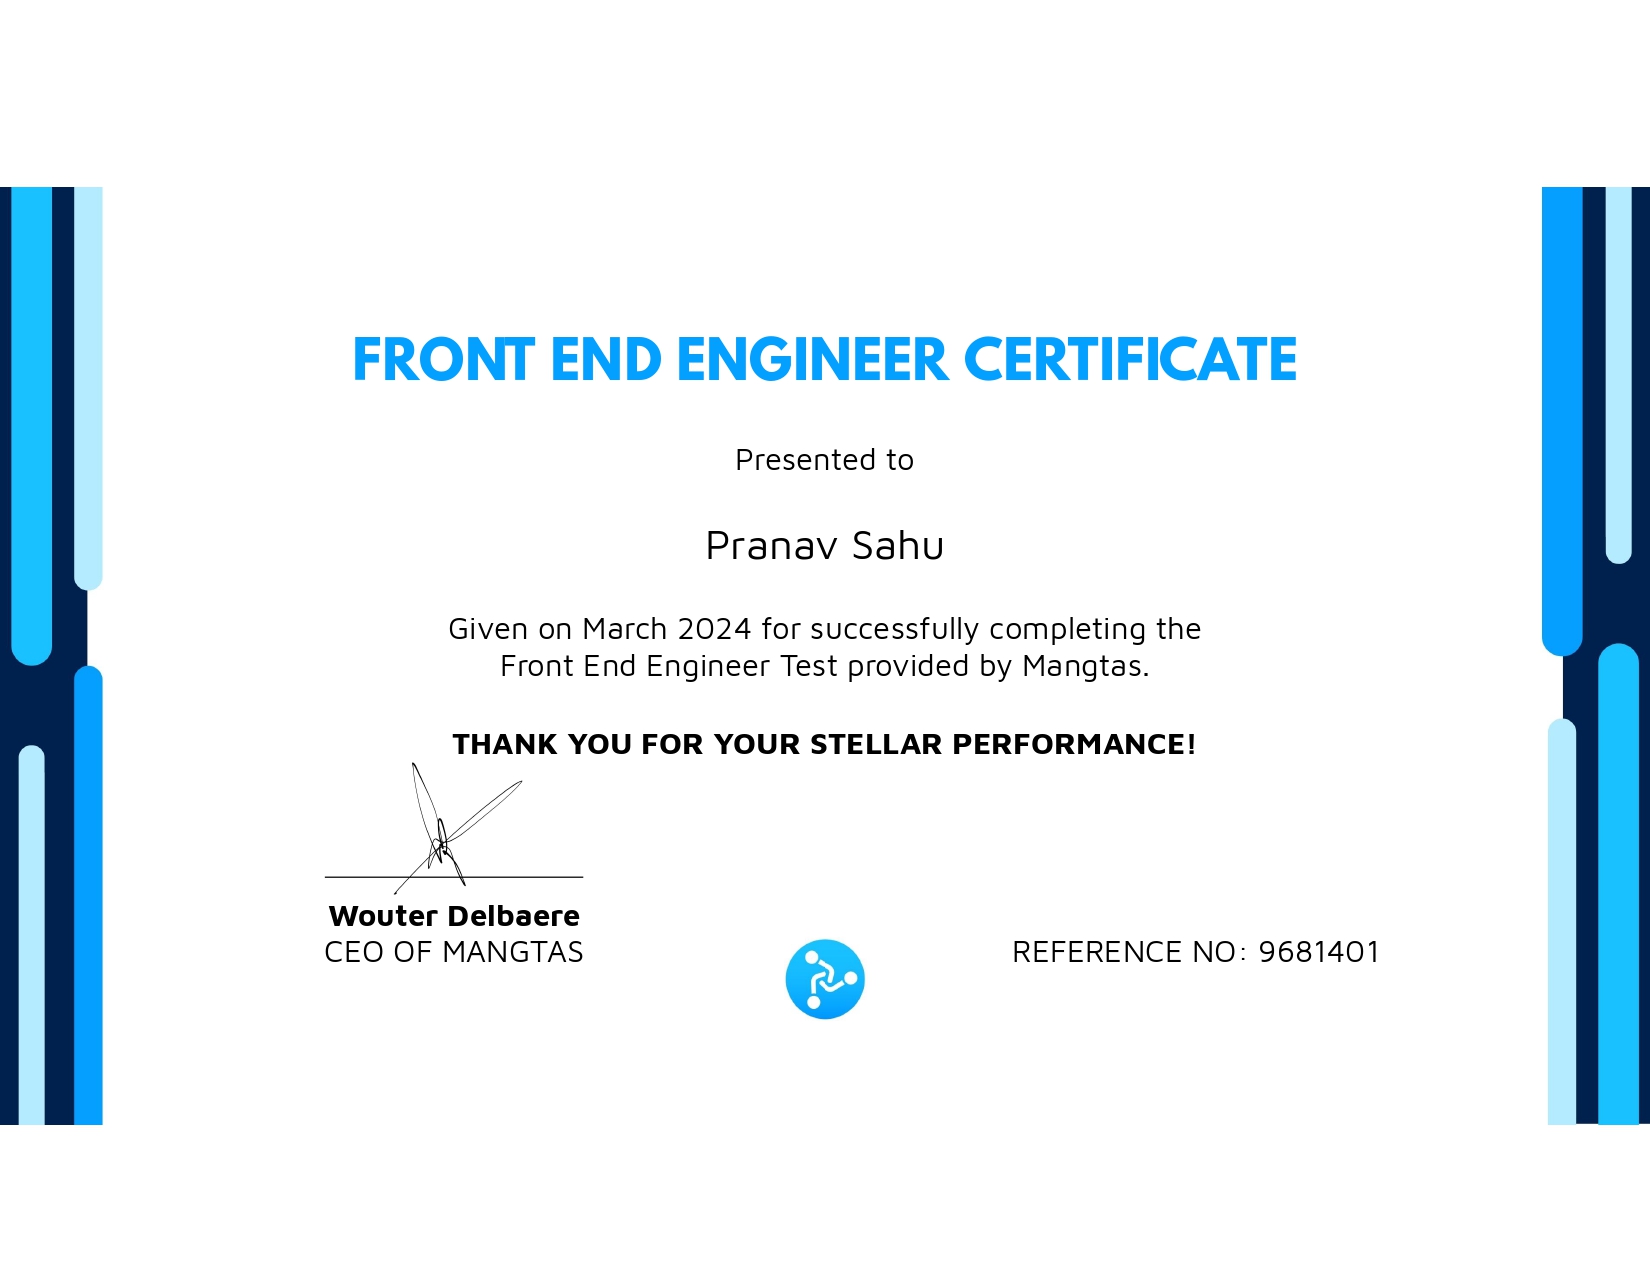 FRONT END ENGINEER CERTIFICATE
Presented to
Pranav Sahu
Given on March 2024 for successfully completing the
Front End Engineer Test provided by Mangtas.
THANK YOU FOR YOUR STELLAR PERFORMANCE!
Wouter Delbaere
CEO OF MANGTAS
REFERENCE NO: 9681401